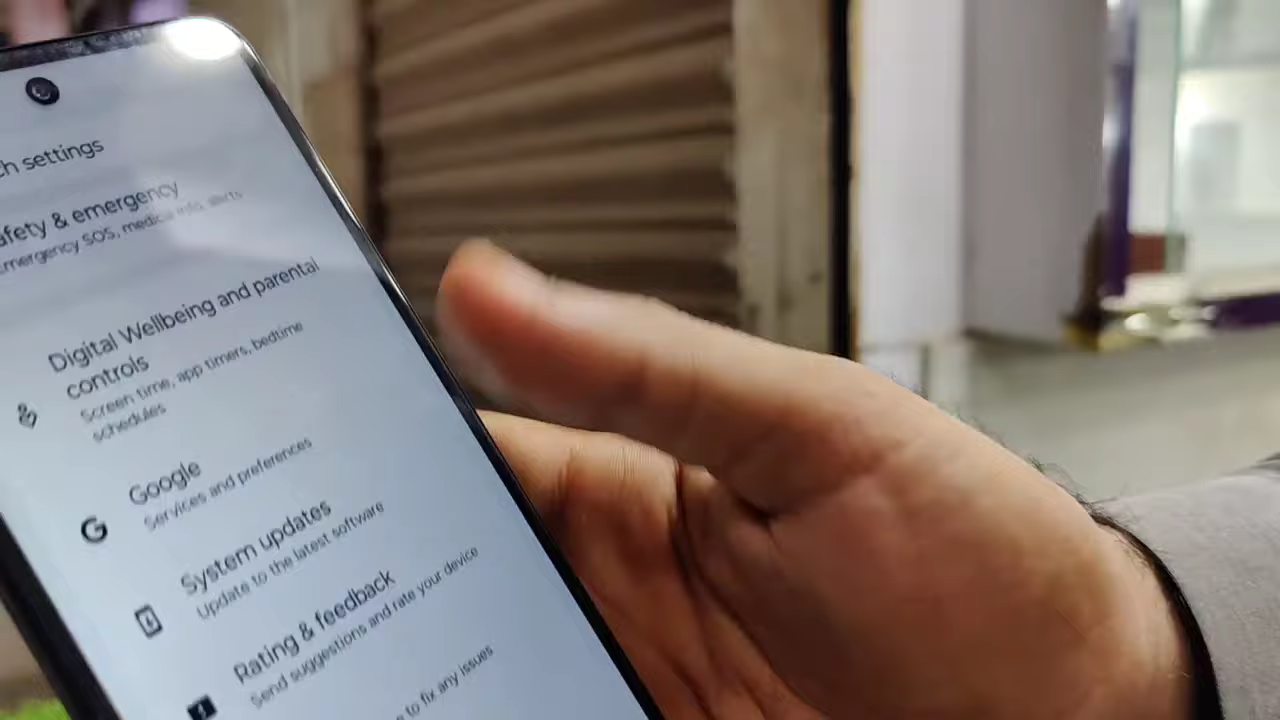 ch settings
afety & emergency
Emergency SOS, medical info, alerts
Digital Wellbeing and parental
controls
Screen time, app timers, bedtime
schedules
Google
Services and preferences
System updates
Update to the latest software
Rating & feedback
Send suggestions and rate your device
e to fix any issues